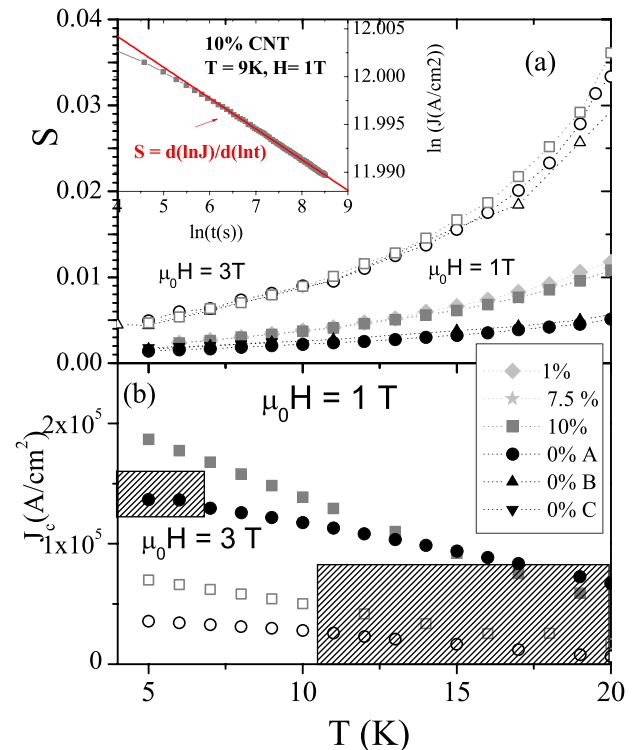 0.04
0.03
0.02
0.01
0.00
S
10% CNT
T = 9K, H= 1T
S = d(lnJ)/d(lnt)
4 5 6 7 8 9
ln(t(s))
12.005
12.000
11.995
11.990
ln (J(A/cm2))
(a)
μ0H = 3T
μ0H = 1T
(b)
μ0H = 1 T
1%
7.5 %
10%
0% A
0% B
0% C
2x10^5
1x10^5
0
Jc(A/cm^2)
μ0H = 3 T
5 10 15 20
T (K)